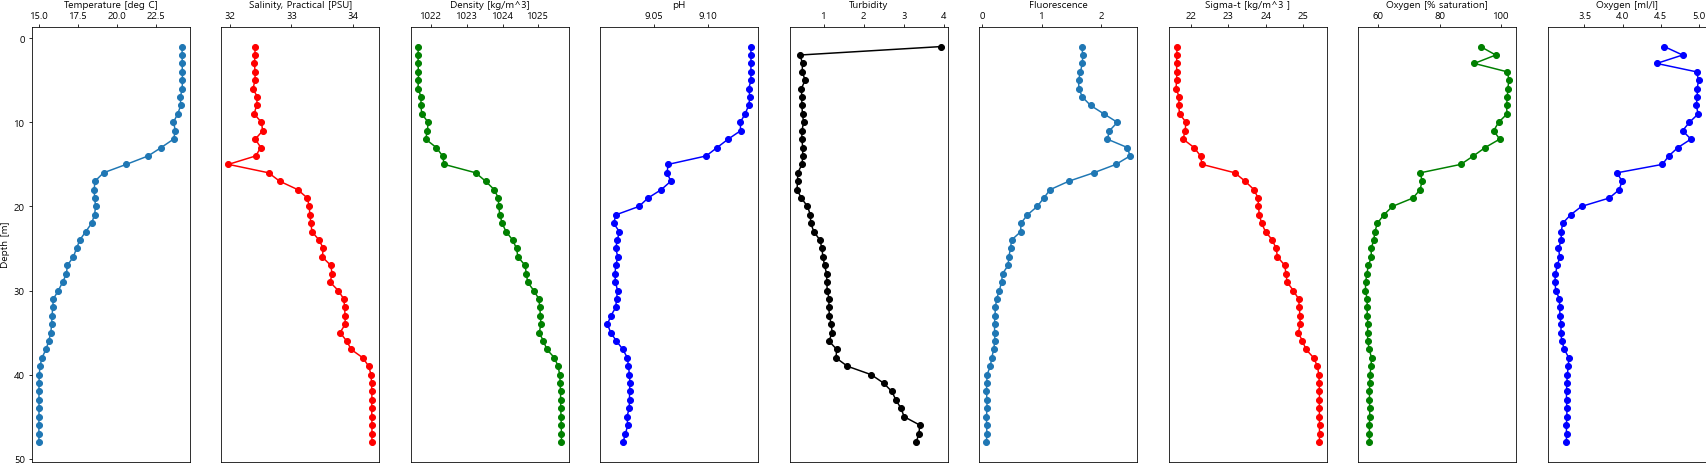 Temperature [deg C]
15.0 17.5 20.0 22.5
Salinity, Practical [PSU]
32 33 34
Density [kg/m^3]
1022 1023 1024 1025
pH
9.05 9.10
Turbidity
1 2 3 4
Fluorescence
0 1 2
Sigma-t [kg/m^3 ]
22 23 24 25
Oxygen [% saturation]
60 80 100
Oxygen [ml/l]
3.5 4.0 4.5 5.0
Depth [m]
0
10
20
30
40
50